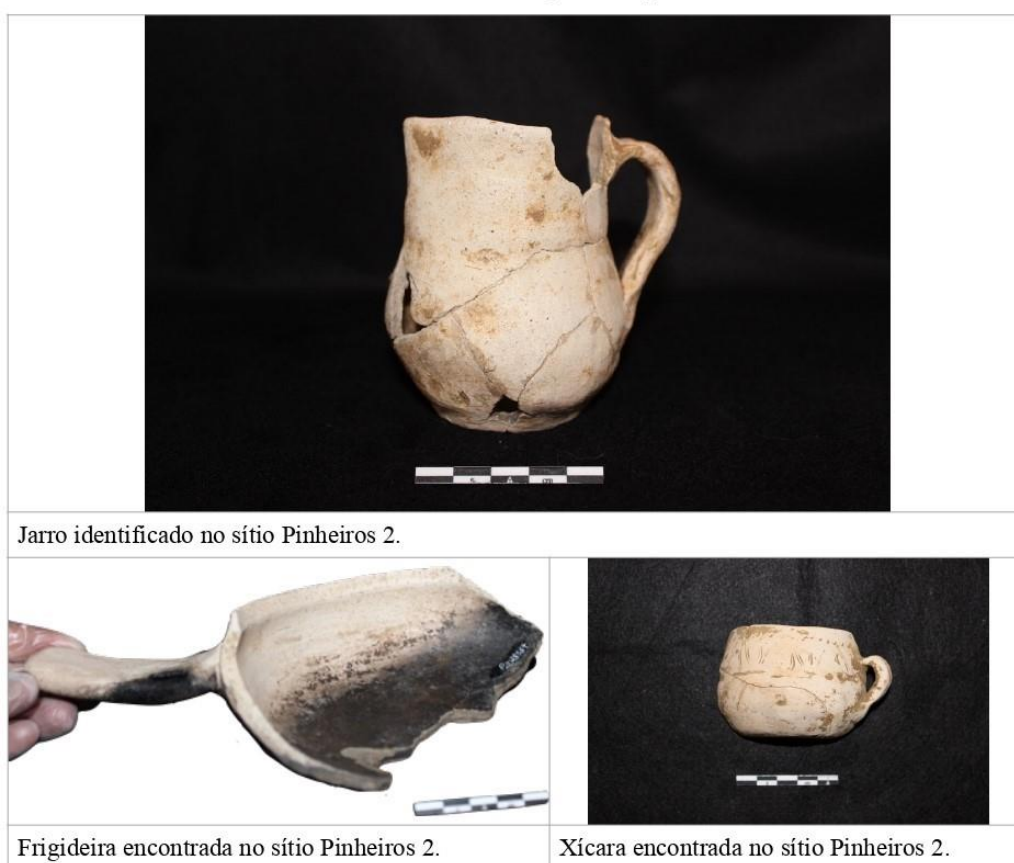 Jarro identificado no sítio Pinheiros 2.
Frigideira encontrada no sítio Pinheiros 2.
Xícara encontrada no sítio Pinheiros 2.